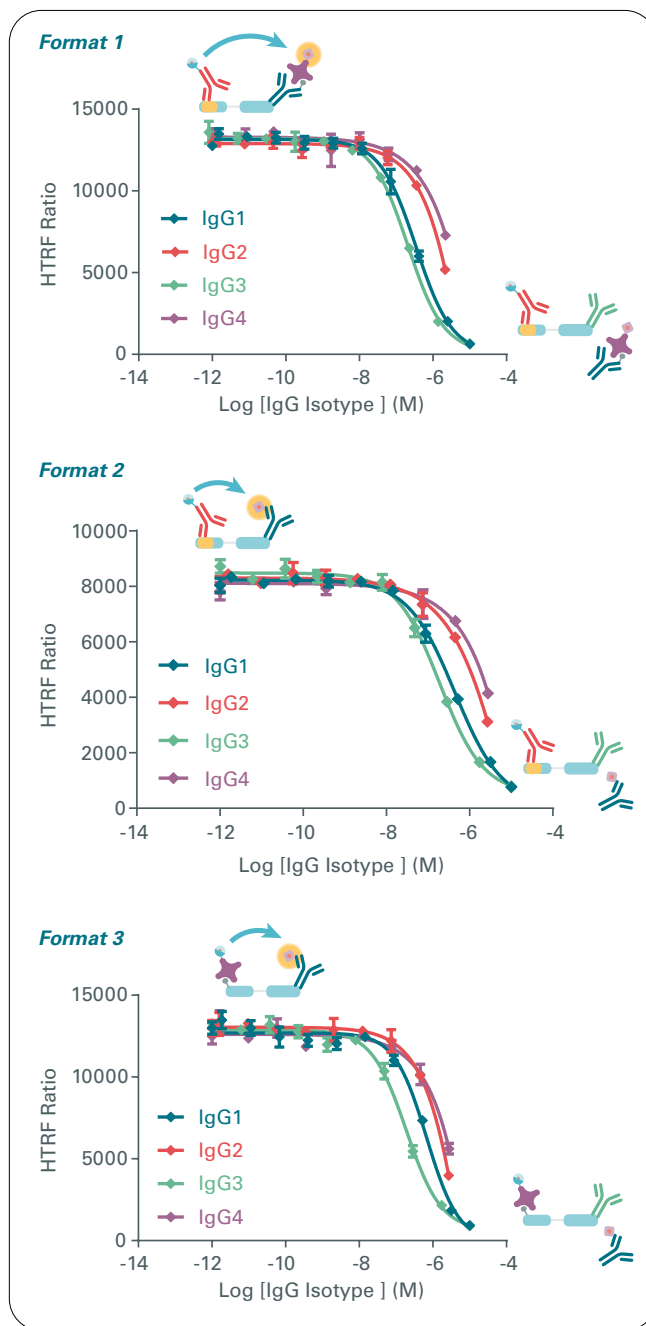 Format 1
15000
10000
5000
0
HTRF Ratio
IgG1
IgG2
IgG3
IgG4
-14 -12 -10 -8 -6 -4
Log [IgG Isotype ] (M)
Format 2
10000
8000
6000
4000
2000
0
HTRF Ratio
IgG1
IgG2
IgG3
IgG4
-14 -12 -10 -8 -6 -4
Log [IgG Isotype ] (M)
Format 3
15000
10000
5000
0
HTRF Ratio
IgG1
IgG2
IgG3
IgG4
-14 -12 -10 -8 -6 -4
Log [IgG Isotype ] (M)